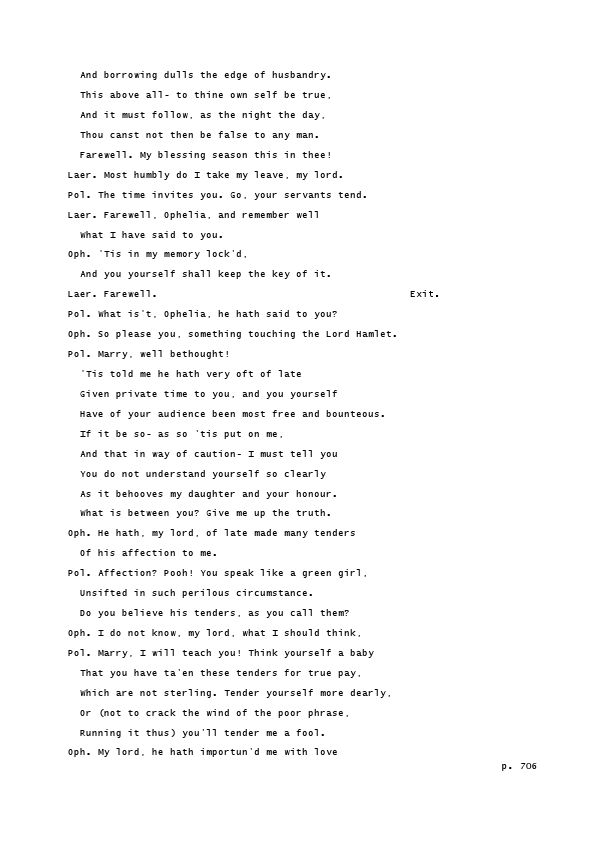 And borrowing dulls the edge of husbandry.
This above all- to thine own self be true,
And it must follow, as the night the day,
Thou canst not then be false to any man.
Farewell. My blessing season this in thee!
Laer. Most humbly do I take my leave, my lord.
Pol. The time invites you. Go, your servants tend.
Laer. Farewell, Ophelia, and remember well
What I have said to you.
Oph. 'Tis in my memory lock'd,
And you yourself shall keep the key of it.
Laer. Farewell. Exit.
Pol. What is't, Ophelia, he hath said to you?
Oph. So please you, something touching the Lord Hamlet.
Pol. Marry, well bethought!
'Tis told me he hath very oft of late
Given private time to you, and you yourself
Have of your audience been most free and bounteous.
If it be so- as so 'tis put on me,
And that in way of caution- I must tell you
You do not understand yourself so clearly
As it behooves my daughter and your honour.
What is between you? Give me up the truth.
Oph. He hath, my lord, of late made many tenders
Of his affection to me.
Pol. Affection? Pooh! You speak like a green girl,
Unsifted in such perilous circumstance.
Do you believe his tenders, as you call them?
Oph. I do not know, my lord, what I should think,
Pol. Marry, I will teach you! Think yourself a baby
That you have ta'en these tenders for true pay,
Which are not sterling. Tender yourself more dearly,
Or (not to crack the wind of the poor phrase,
Running it thus) you'll tender me a fool.
Oph. My lord, he hath importun'd me with love
p. 706